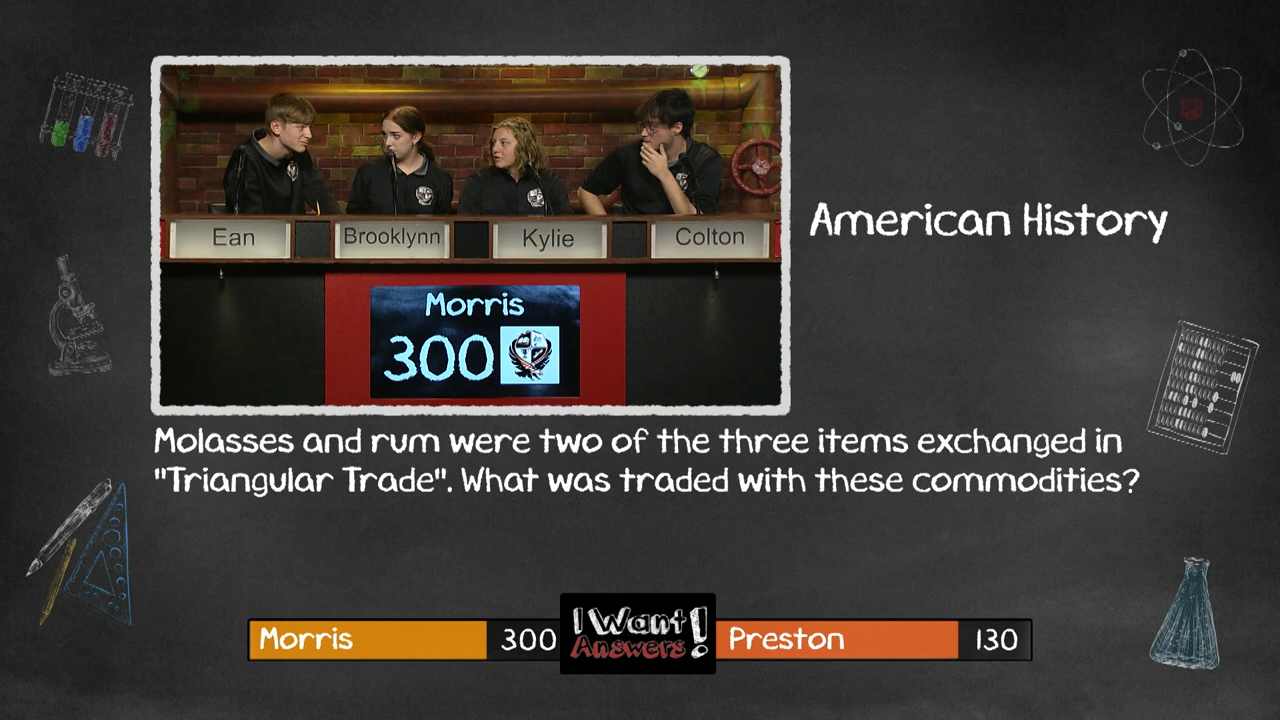 Ean
Brooklynn
Kylie
Colton
Morris
300
American History
Molasses and rum were two of the three items exchanged in
"Triangular Trade". What was traded with these commodities?
Morris 300
I Want
Answers!
Preston 130